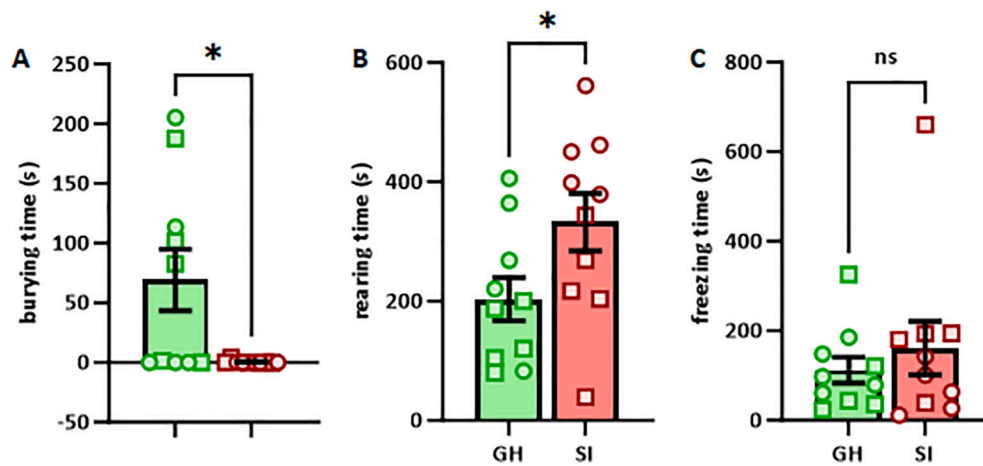 A
burying time (s)
250
200
150
100
50
0
-50
*
B
rearing time (s)
600
400
200
0
*
GH SI
C
freezing time (s)
800
600
400
200
0
ns
GH SI